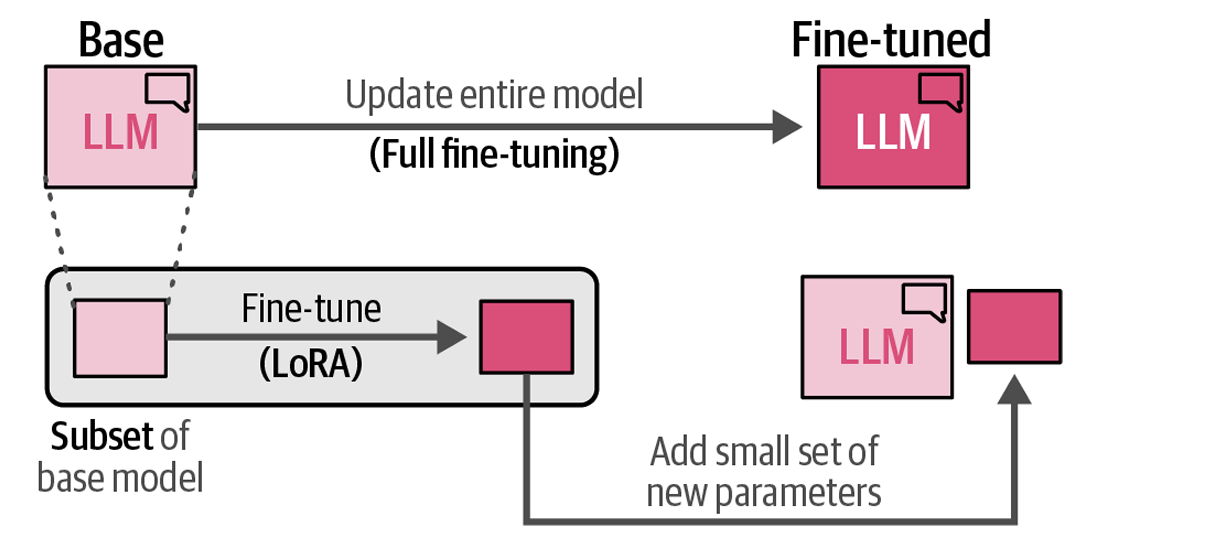 Base
Fine-tuned
LLM
Update entire model
(Full fine-tuning)
LLM
Fine-tune
(LoRA)
LLM
Subset of
base model
Add small set of
new parameters